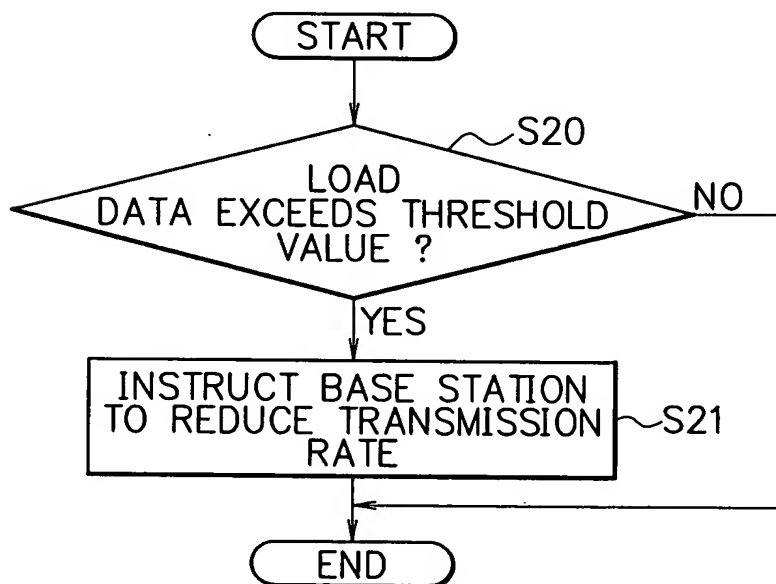 START
S20
LOAD
DATA EXCEEDS THRESHOLD
VALUE ?
NO
YES
INSTRUCT BASE STATION
TO REDUCE TRANSMISSION
RATE
S21
END